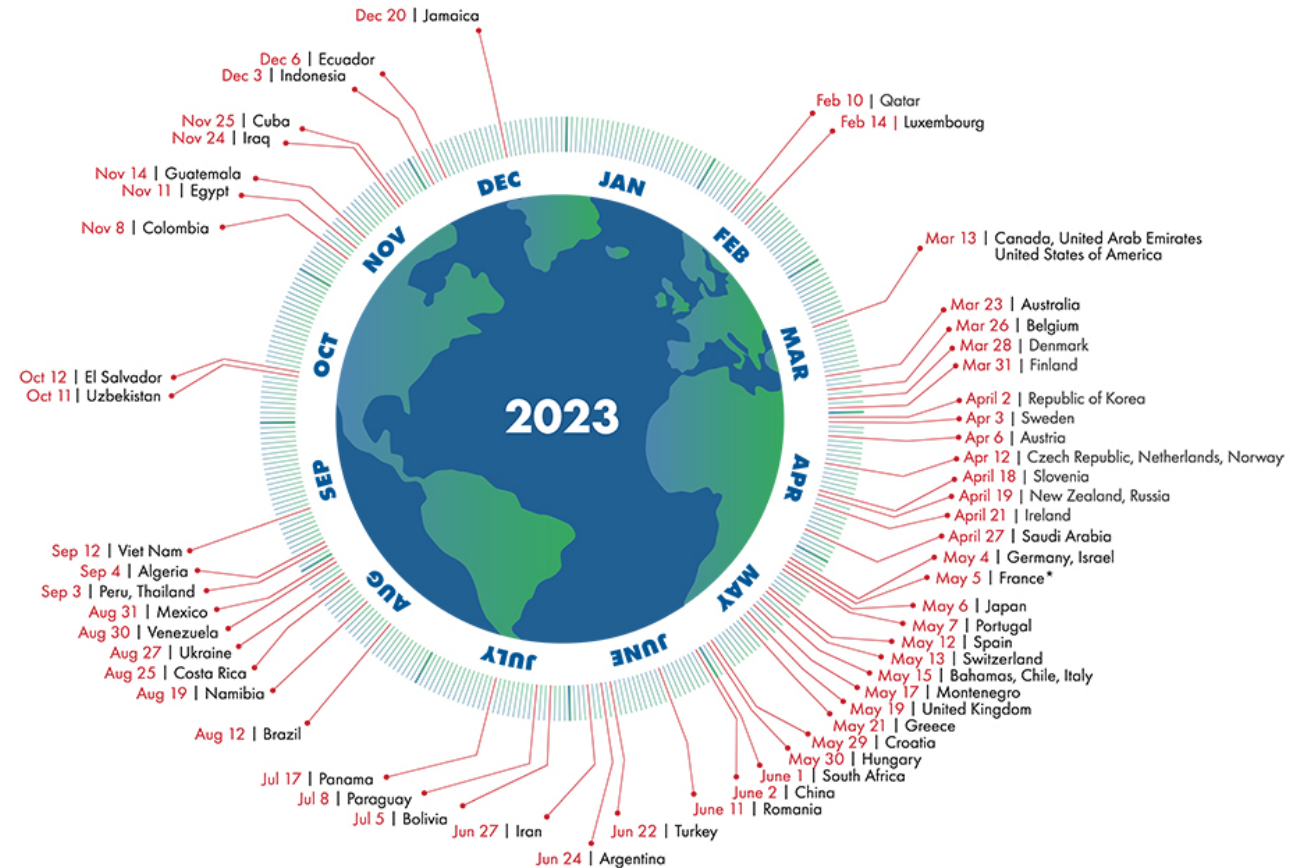 Dec 20 | Jamaica
Dec 6 | Ecuador
Dec 3 | Indonesia
Nov 25 | Cuba
Nov 24 | Iraq
Nov 14 | Guatemala
Nov 11 | Egypt
Nov 8 | Colombia
Oct 12 | El Salvador
Oct 11 | Uzbekistan
Sep 12 | Viet Nam
Sep 4 | Algeria
Sep 3 | Peru, Thailand
Aug 31 | Mexico
Aug 30 | Venezuela
Aug 27 | Ukraine
Aug 25 | Costa Rica
Aug 19 | Namibia
Aug 12 | Brazil
Jul 17 | Panama
Jul 8 | Paraguay
Jul 5 | Bolivia
Jun 27 | Iran
Jun 24 | Argentina
Jun 22 | Turkey
Feb 10 | Qatar
Feb 14 | Luxembourg
Mar 13 | Canada, United Arab Emirates
United States of America
Mar 23 | Australia
Mar 26 | Belgium
Mar 28 | Denmark
Mar 31 | Finland
April 2 | Republic of Korea
Apr 3 | Sweden
Apr 6 | Austria
Apr 12 | Czech Republic, Netherlands, Norway
April 18 | Slovenia
April 19 | New Zealand, Russia
April 21 | Ireland
April 27 | Saudi Arabia
May 4 | Germany, Israel
May 5 | France*
May 6 | Japan
May 7 | Portugal
May 12 | Spain
May 13 | Switzerland
May 15 | Bahamas, Chile, Italy
May 17 | Montenegro
May 19 | United Kingdom
May 21 | Greece
May 29 | Croatia
May 30 | Hungary
June 1 | South Africa
June 2 | China
June 11 | Romania
JAN
FEB
MAR
APR
MAY
JUNE
JULY
AUG
SEP
OCT
NOV
DEC
2023